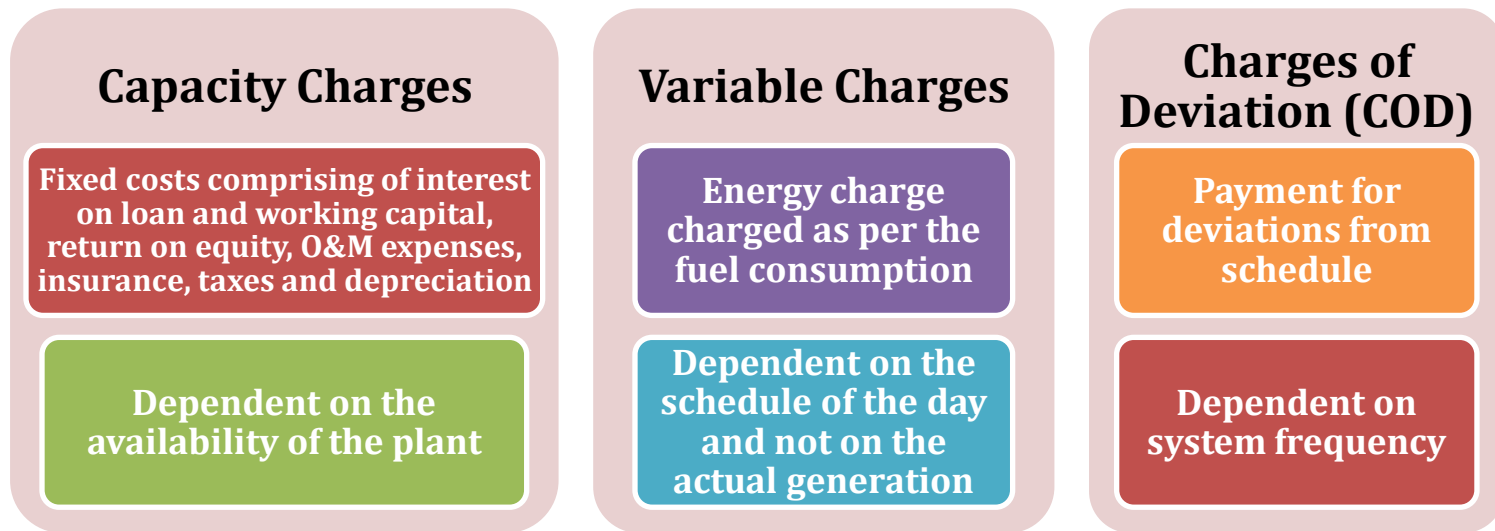 Capacity Charges
Fixed costs comprising of interest
on loan and working capital,
return on equity, O&M expenses,
insurance, taxes and depreciation
Dependent on the
availability of the plant
Variable Charges
Energy charge
charged as per the
fuel consumption
Dependent on the
schedule of the day
and not on the
actual generation
Charges of
Deviation (COD)
Payment for
deviations from
schedule
Dependent on
system frequency